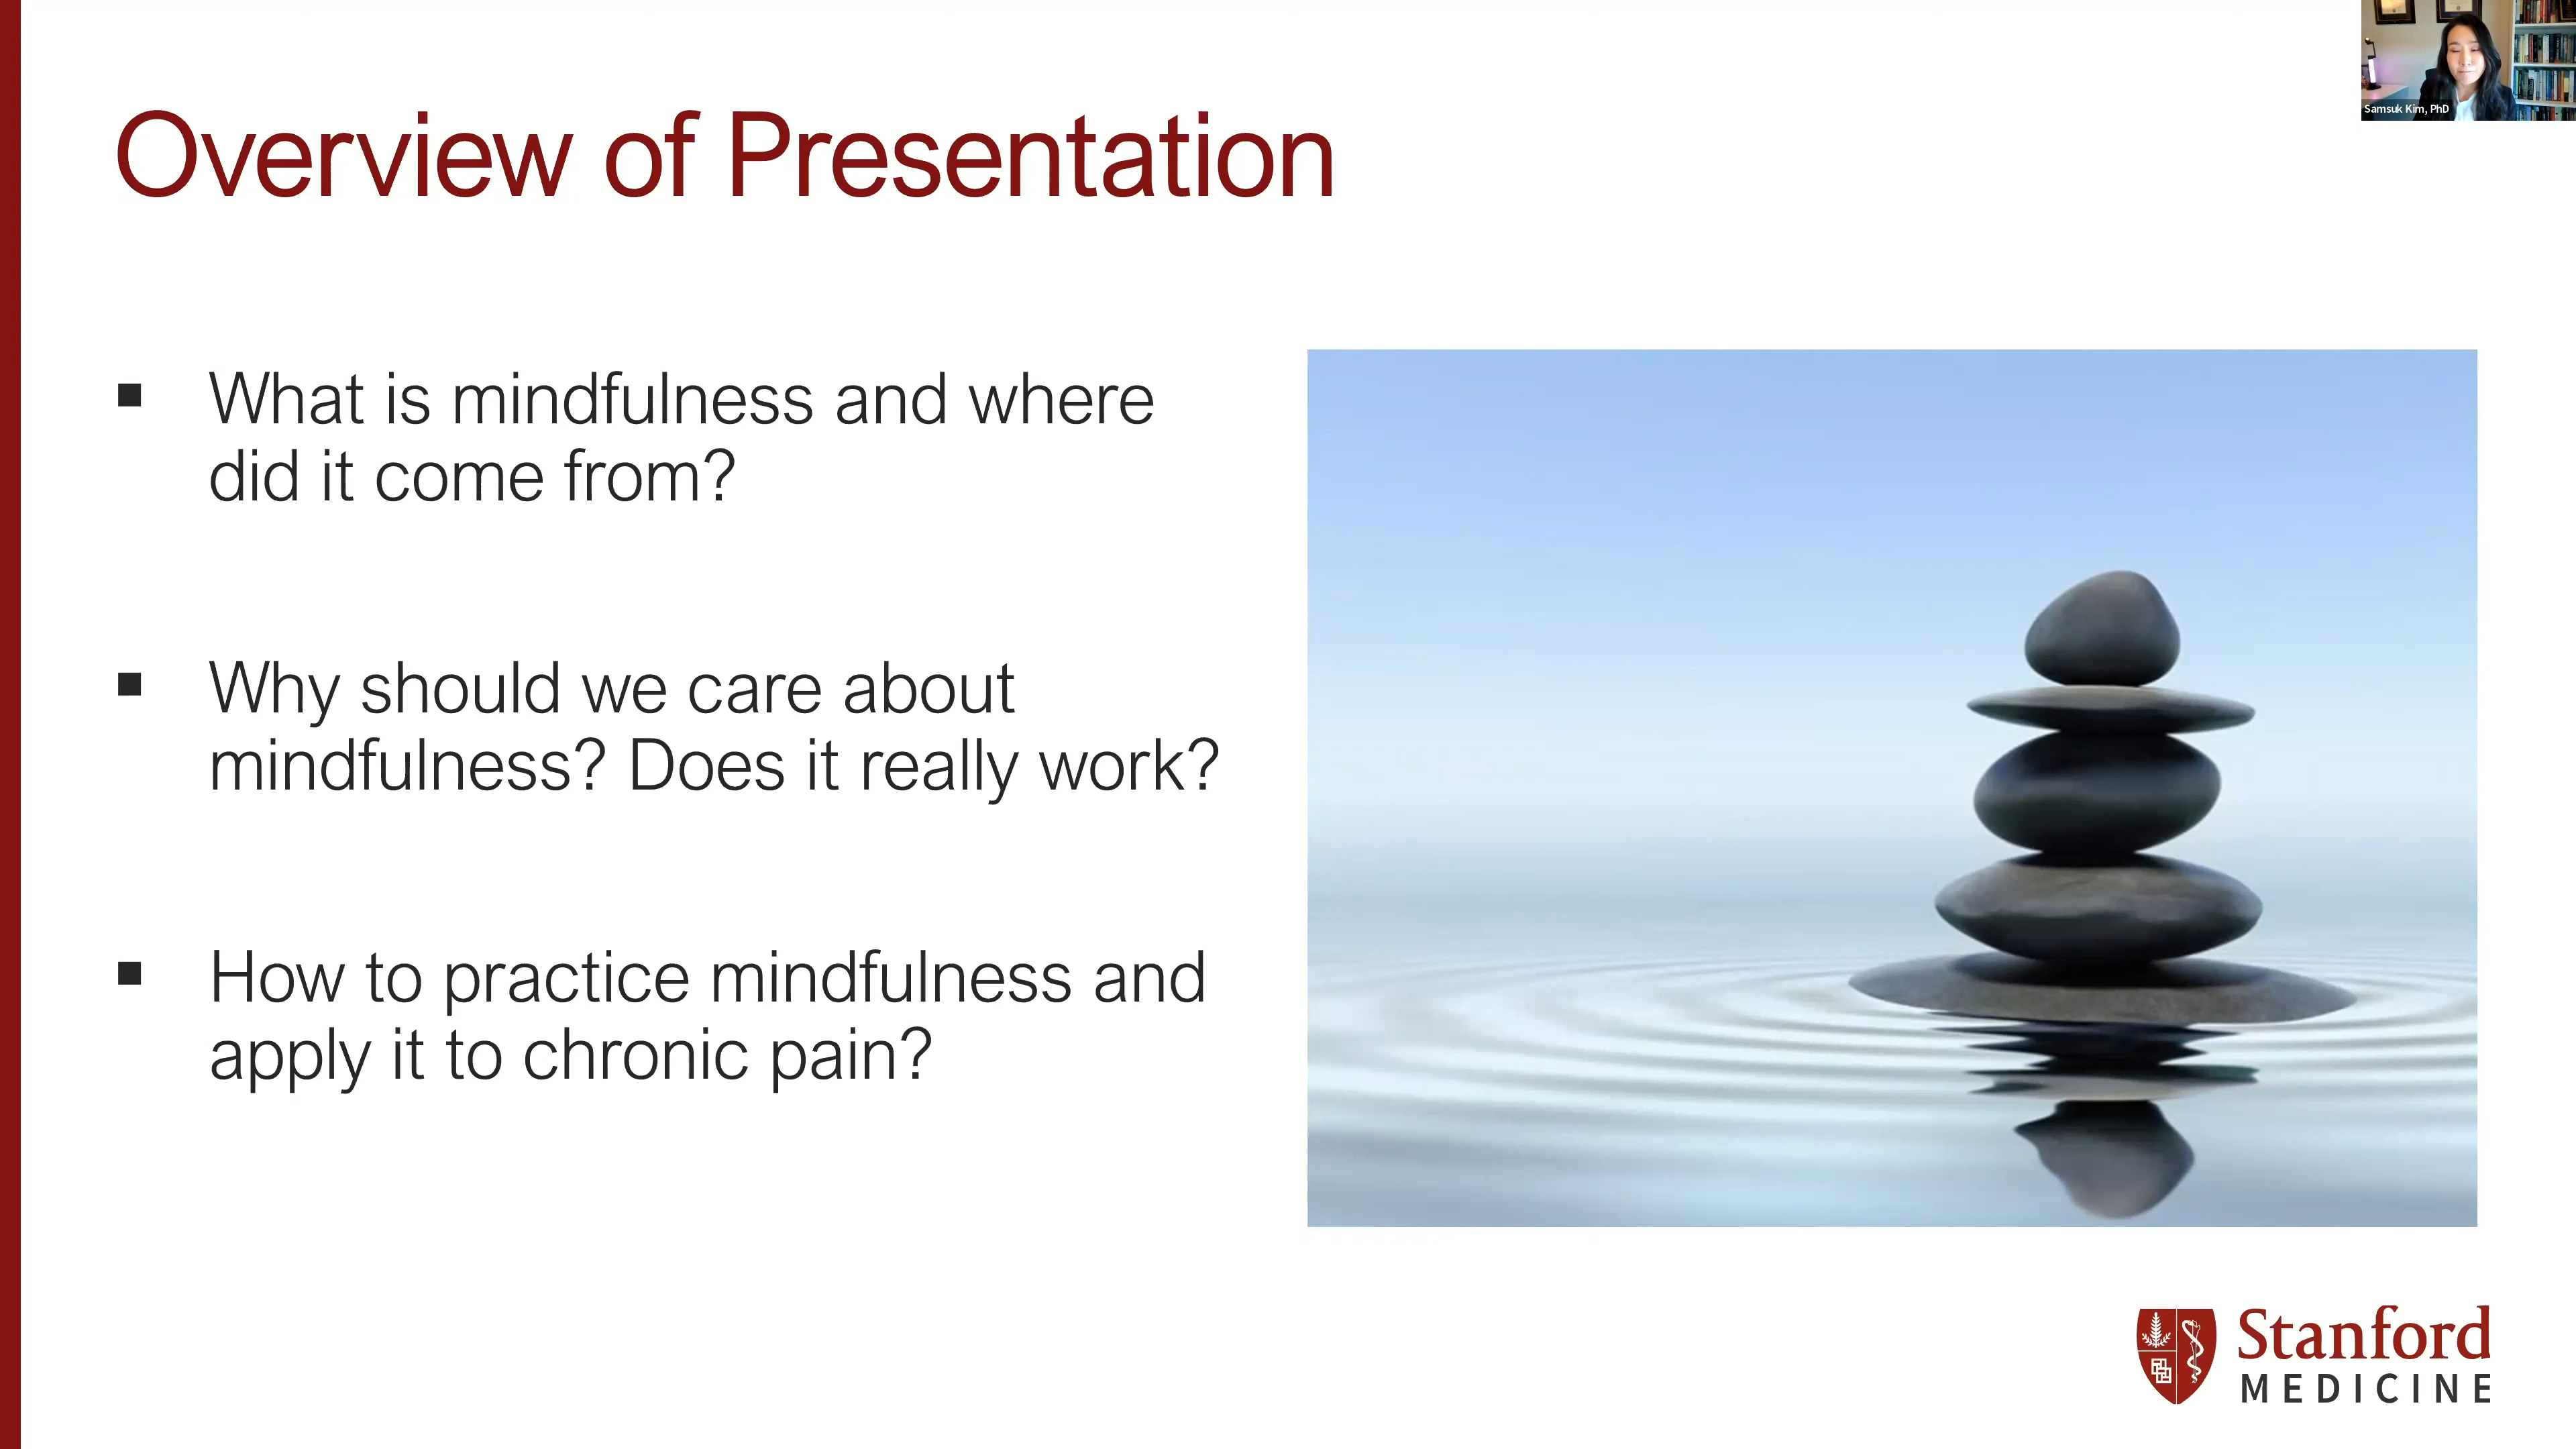 Samsuk Kim, PhD
Overview of Presentation
▪ What is mindfulness and where
did it come from?
▪ Why should we care about
mindfulness? Does it really work?
▪ How to practice mindfulness and
apply it to chronic pain?
Stanford
MEDICINE